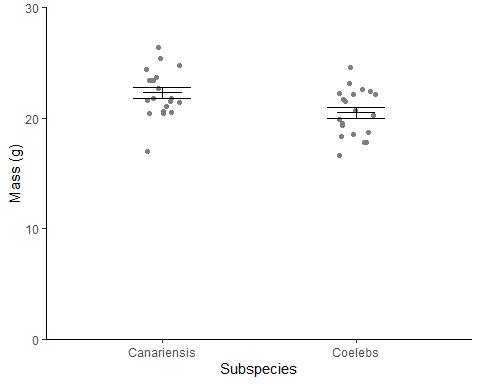 30
20
10
0
Mass (g)
Canariensis
Coelebs
Subspecies